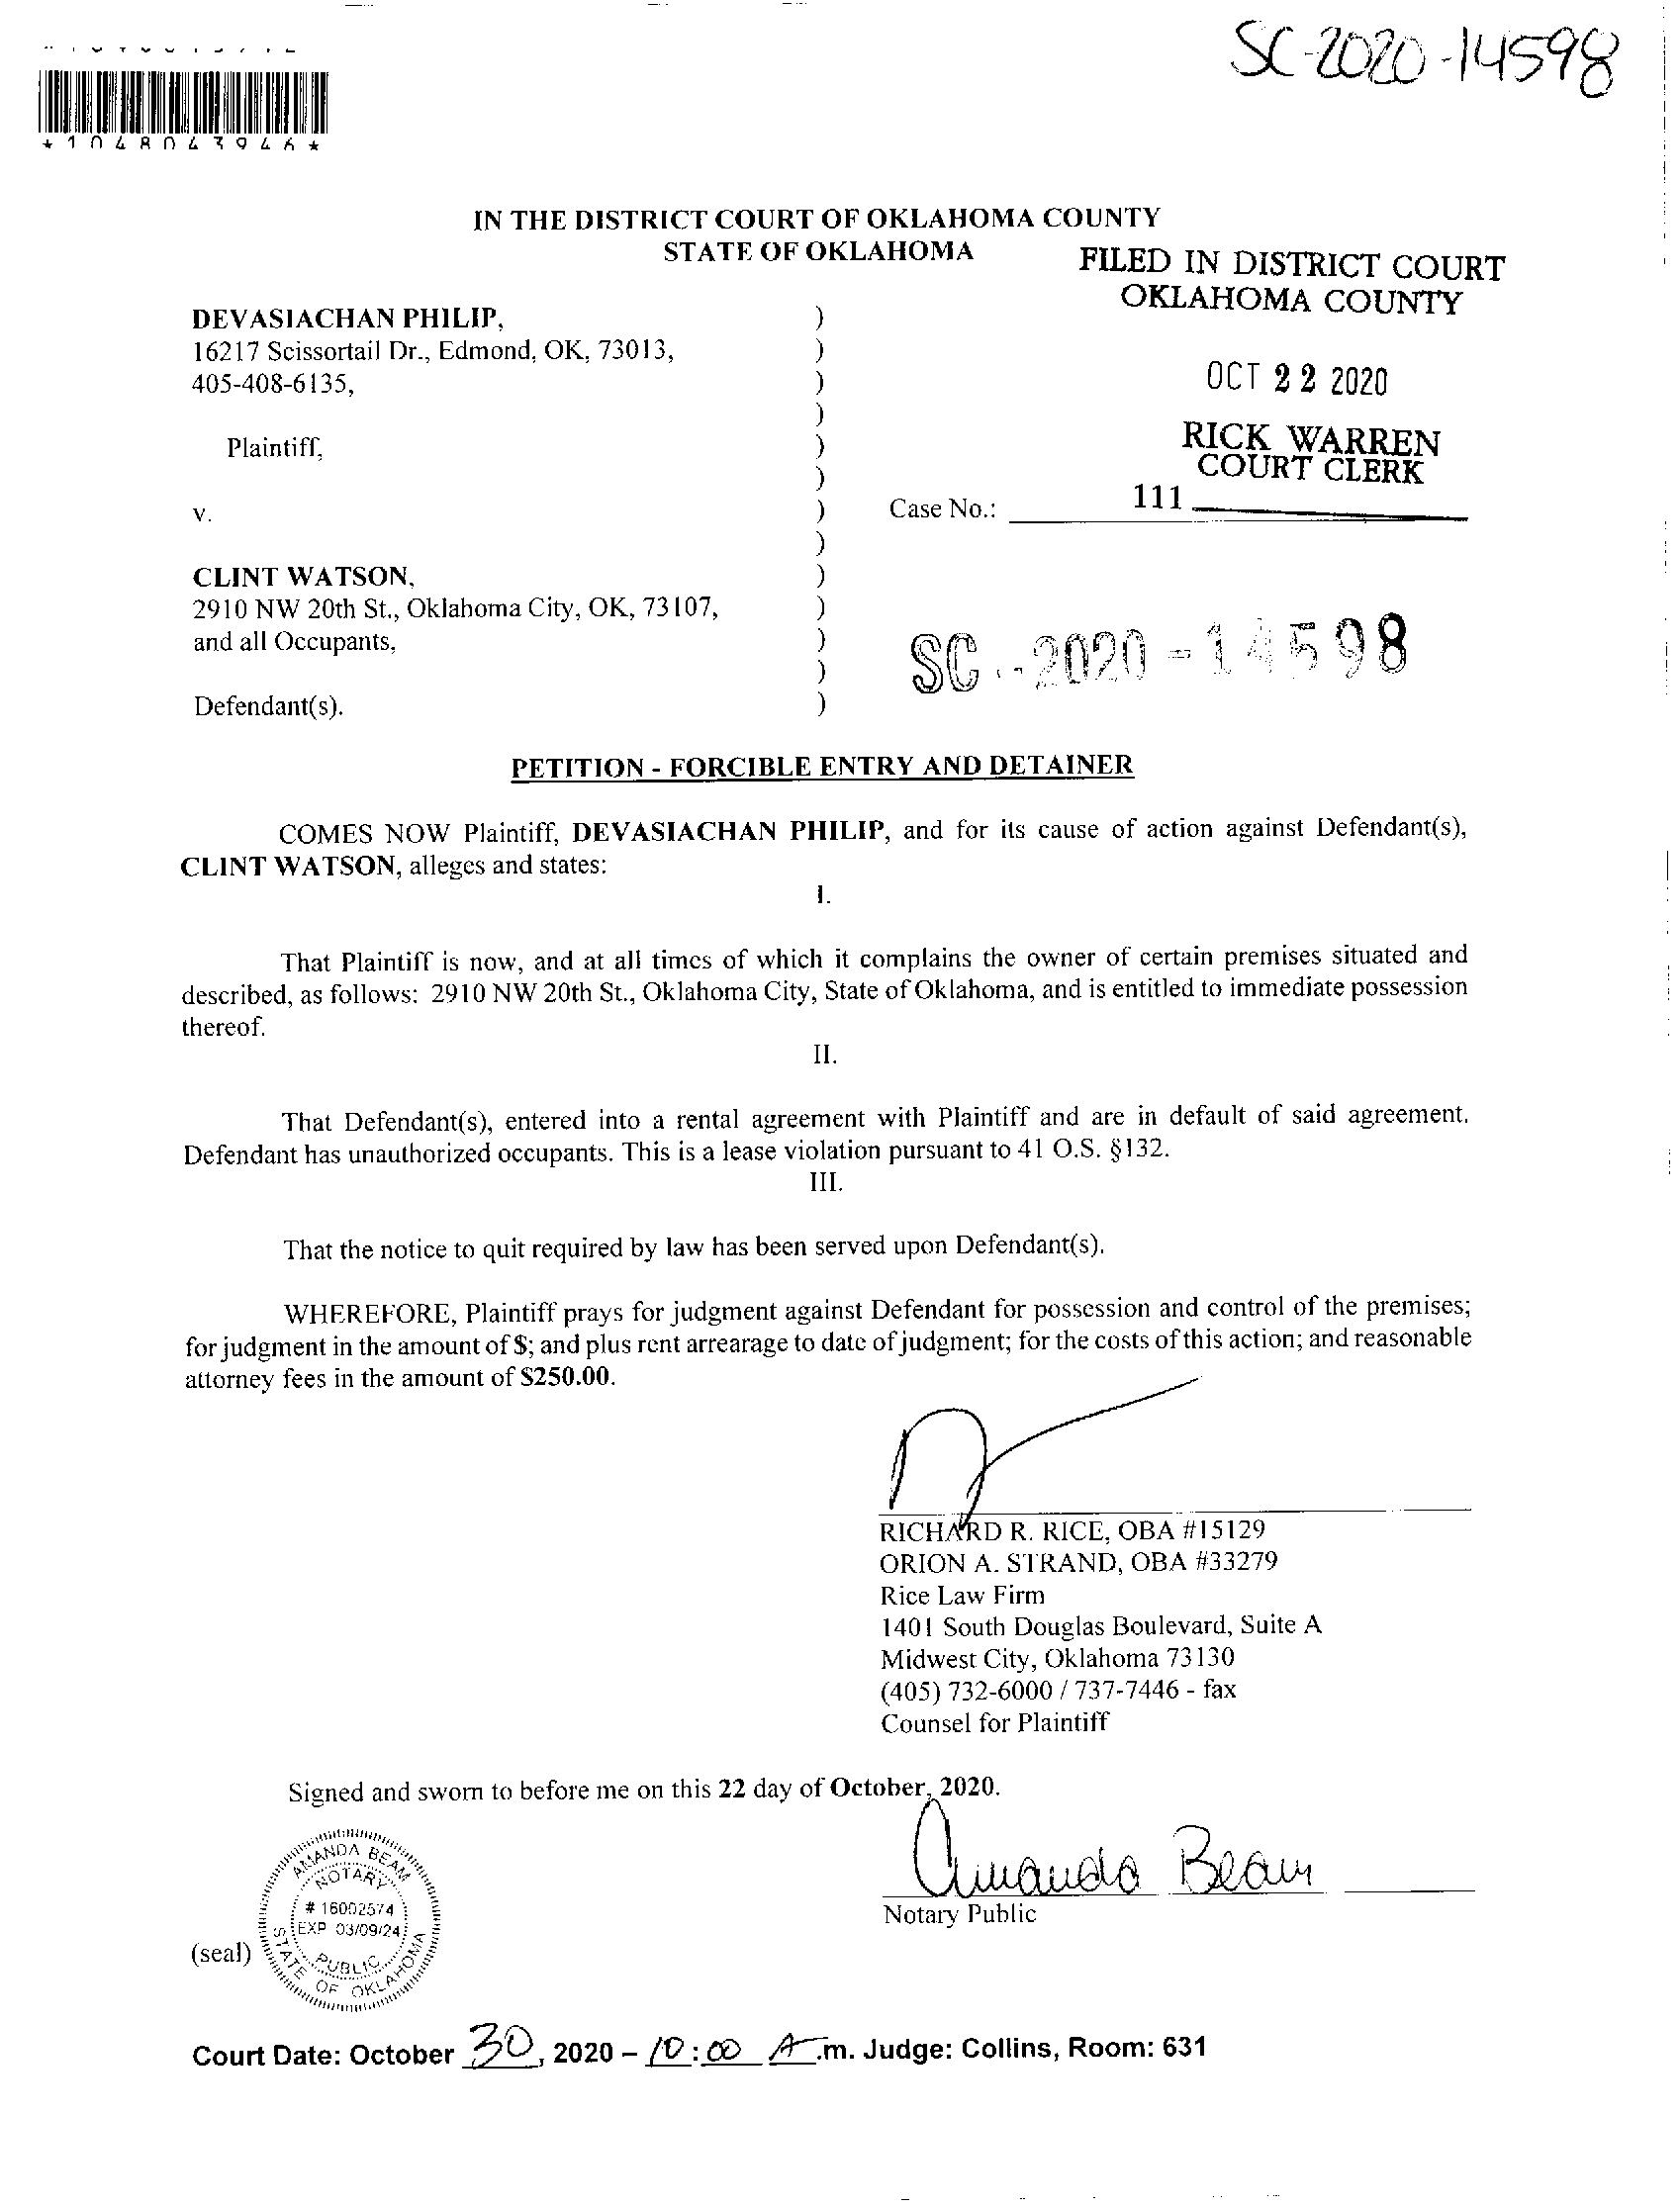 SC-2020-14598
IN THE DISTRICT COURT OF OKLAHOMA COUNTY
STATE OF OKLAHOMA
FILED IN DISTRICT COURT
OKLAHOMA COUNTY
OCT 22 2020
RICK WARREN
COURT CLERK
111
DEVASIACHAN PHILIP,
16217 Scissortail Dr., Edmond, OK, 73013,
405-408-6135,
Plaintiff,
v.
Case No.:
CLINT WATSON,
2910 NW 20th St., Oklahoma City, OK, 73107,
and all Occupants,
Defendant(s).
SC - 2020 - 14598
PETITION - FORCIBLE ENTRY AND DETAINER
COMES NOW Plaintiff, DEVASIACHAN PHILIP, and for its cause of action against Defendant(s),
CLINT WATSON, alleges and states:
I.
That Plaintiff is now, and at all times of which it complains the owner of certain premises situated and
described, as follows: 2910 NW 20th St., Oklahoma City, State of Oklahoma, and is entitled to immediate possession
thereof.
II.
That Defendant(s), entered into a rental agreement with Plaintiff and are in default of said agreement.
Defendant has unauthorized occupants. This is a lease violation pursuant to 41 O.S. §132.
III.
That the notice to quit required by law has been served upon Defendant(s).
WHEREFORE, Plaintiff prays for judgment against Defendant for possession and control of the premises;
for judgment in the amount of $; and plus rent arrearage to date of judgment; for the costs of this action; and reasonable
attorney fees in the amount of $250.00.
RICHARD R. RICE, OBA #15129
ORION A. STRAND, OBA #33279
Rice Law Firm
1401 South Douglas Boulevard, Suite A
Midwest City, Oklahoma 73130
(405) 732-6000 / 737-7446 - fax
Counsel for Plaintiff
Signed and sworn to before me on this 22 day of October, 2020.
Amanda Beam
Notary Public
(seal)
AMANDA BEAM
NOTARY
# 16002574
EXP 03/09/24
PUBLIC
STATE OF OKLAHOMA
Court Date: October 30, 2020 – 10:00 A.m. Judge: Collins, Room: 631